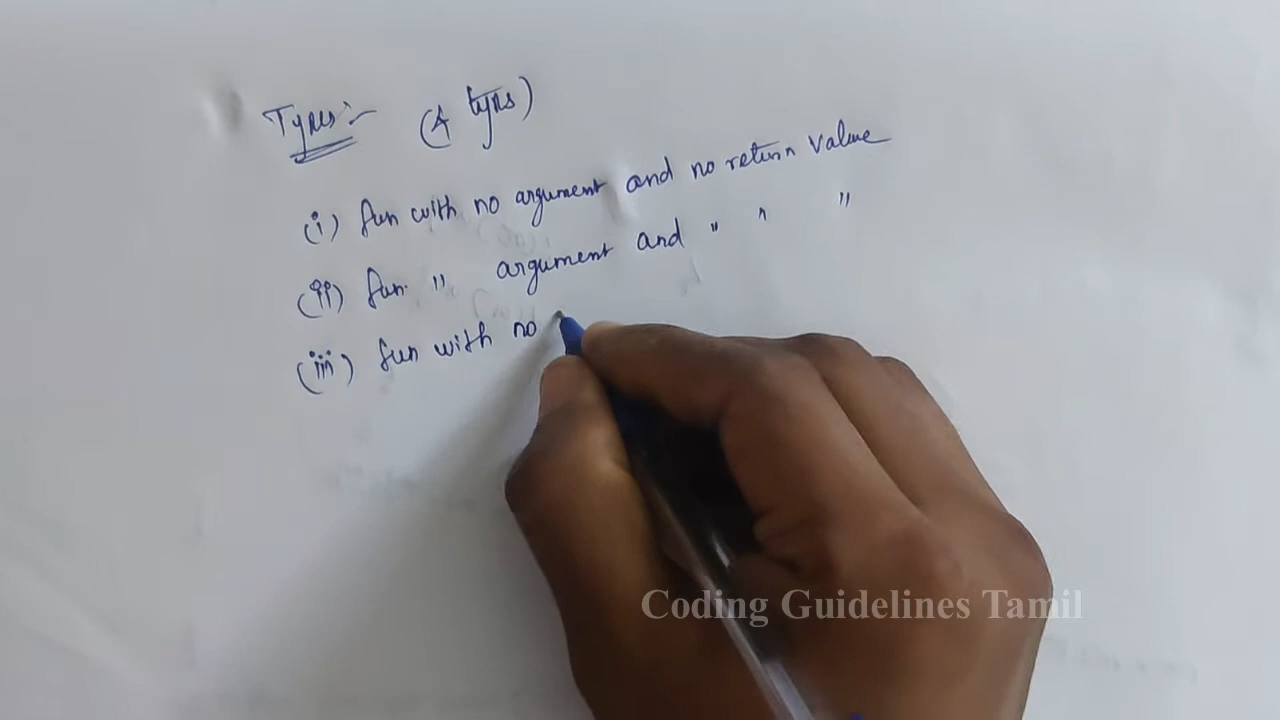 Types :- (4 types)
(i) fun with no argument and no return value
(ii) fun. " argument and " " "
(iii) fun with no
Coding Guidelines Tamil